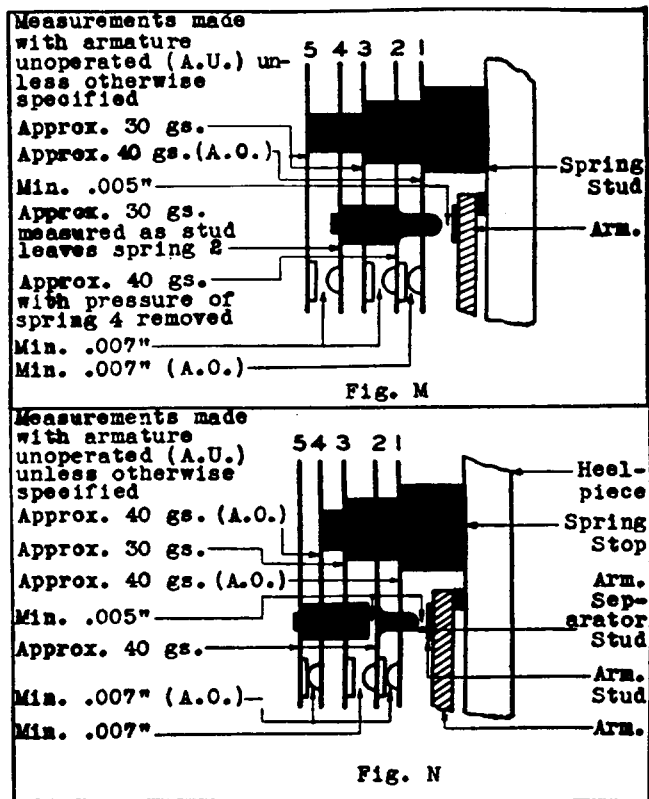 Measurements made
with armature
unoperated (A.U.) un-
less otherwise
specified
5 4 3 2 1
Approx. 30 gs.
Approx. 40 gs.(A.O.)
Min. .005"
Approx. 30 gs.
measured as stud
leaves spring 2
Approx. 40 gs.
with pressure of
spring 4 removed
Min. .007"
Min. .007" (A.O.)
Spring
Stud
Arm.
Fig. M
Measurements made
with armature
unoperated (A.U.)
unless otherwise
specified
5 4 3 2 1
Approx. 40 gs.(A.O.)
Approx. 30 gs.
Approx. 40 gs.(A.O.)
Min. .005"
Approx. 40 gs.
Min. .007" (A.O.)
Min. .007"
Heel-
piece
Spring
Stop
Arm.
Sep-
arator
Stud
Arm.
Stud
Arm.
Fig. N